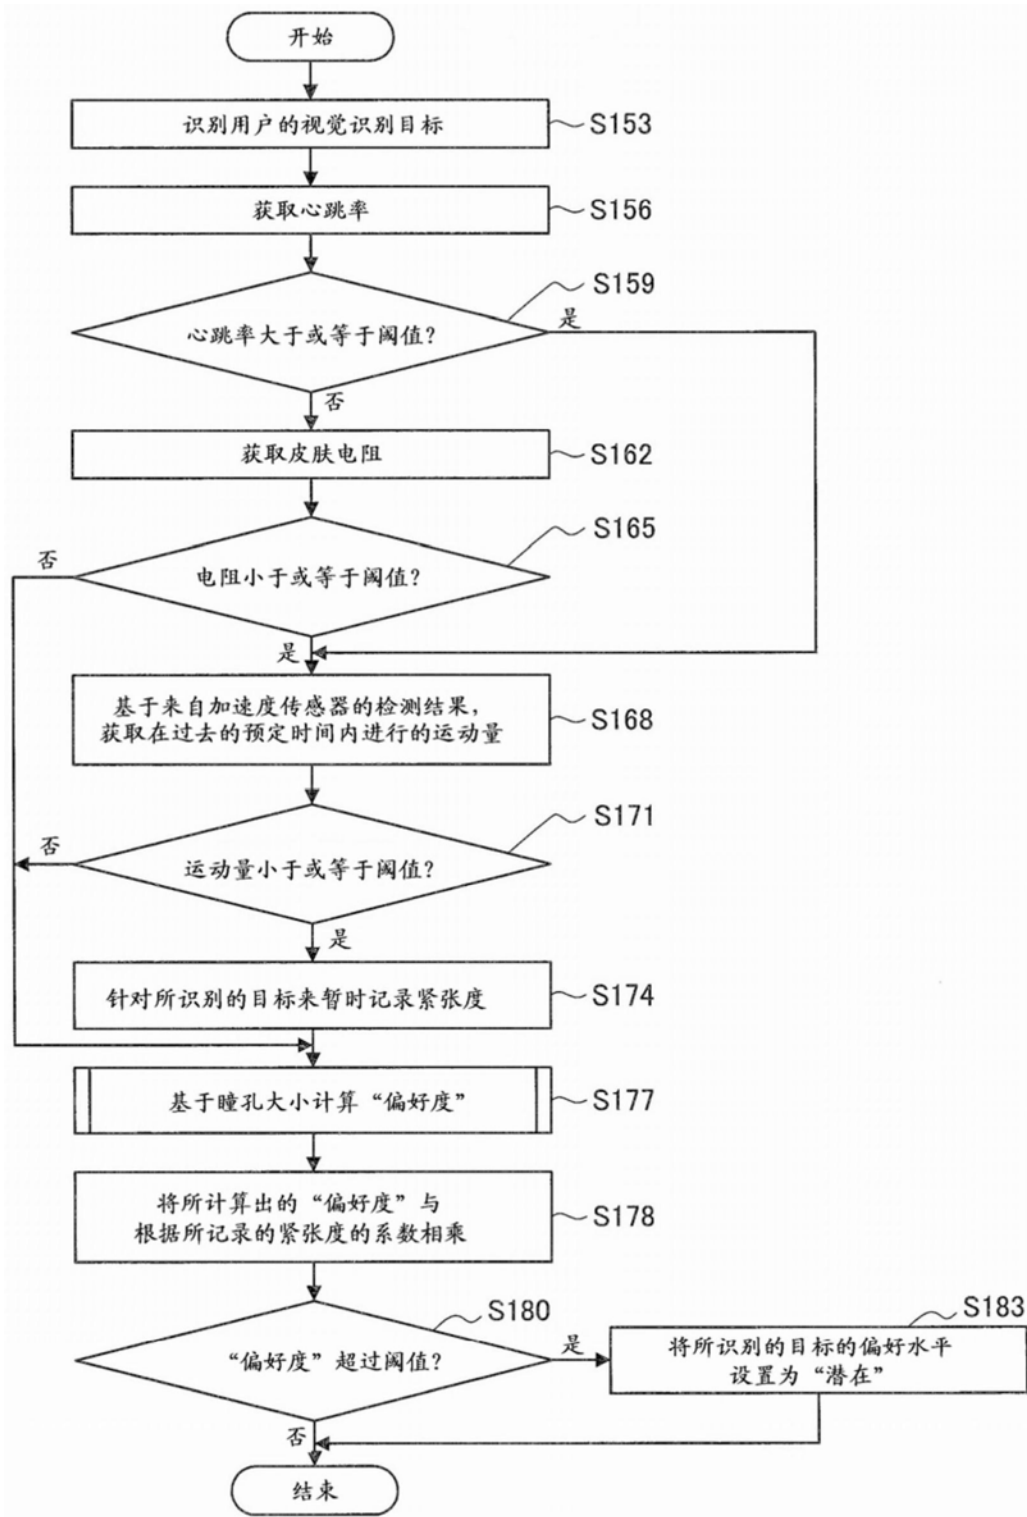 开始
识别用户的视觉识别目标
S153
获取心跳率
S156
S159
心跳率大于或等于阈值？
是
否
获取皮肤电阻
S162
S165
否
电阻小于或等于阈值？
是
基于来自加速度传感器的检测结果，
获取在过去的预定时间内进行的运动量
S168
S171
否
运动量小于或等于阈值？
是
针对所识别的目标来暂时记录紧张度
S174
基于瞳孔大小计算“偏好度”
S177
将所计算出的“偏好度”与
根据所记录的紧张度的系数相乘
S178
S180
“偏好度”超过阈值？
是
S183
将所识别的目标的偏好水平
设置为“潜在”
否
结束